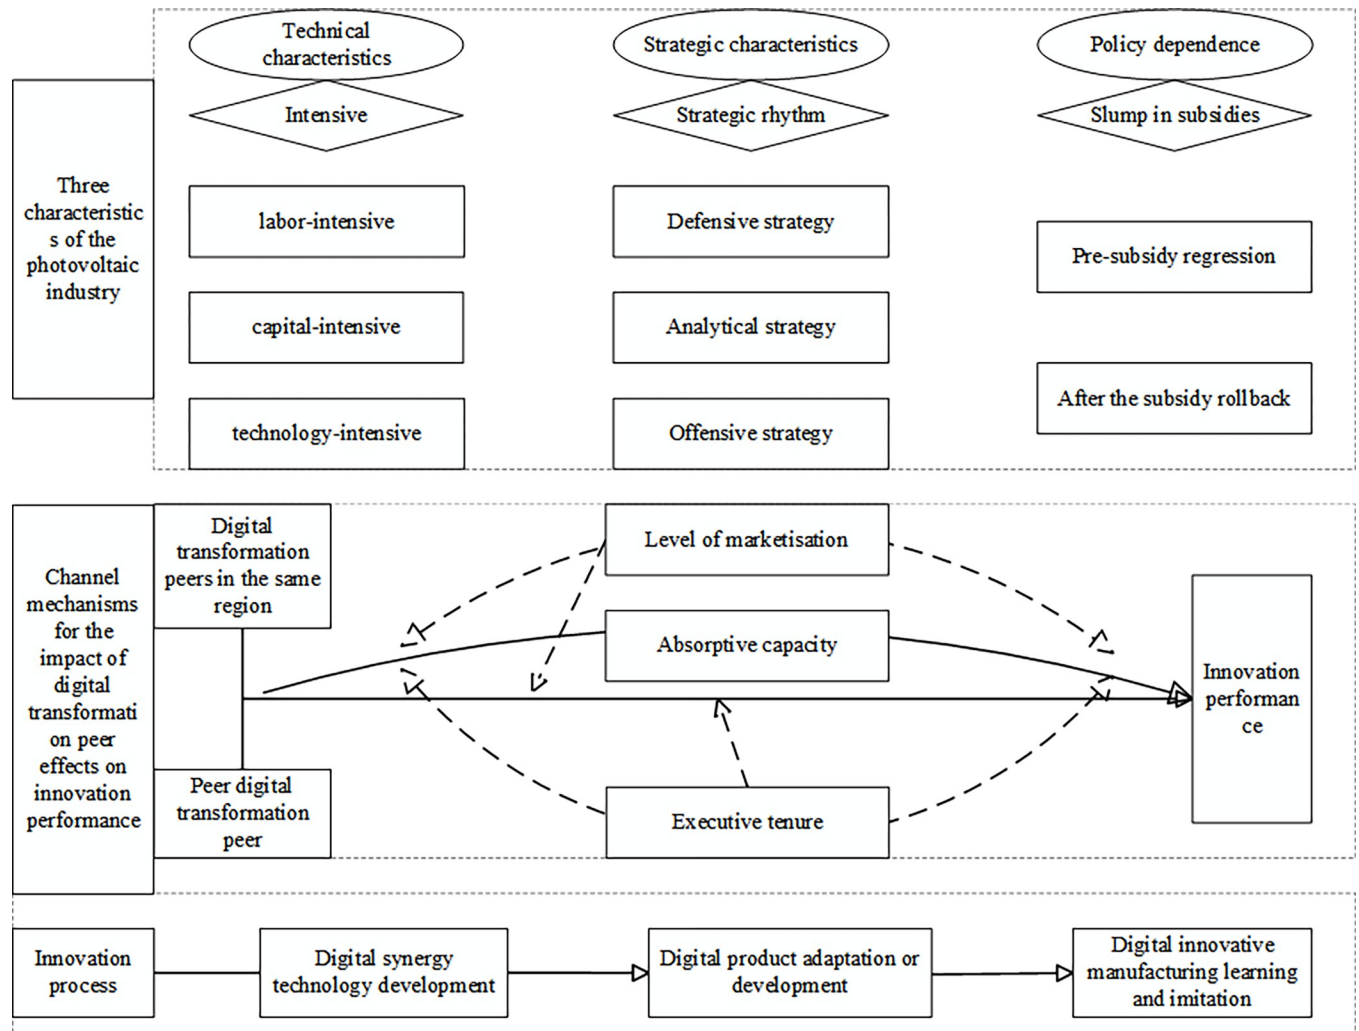 Technical
characteristics
Strategic characteristics
Policy dependence
Intensive
Strategic rhythm
Slump in subsidies
Three
characteristic
s of the
photovoltaic
industry
labor-intensive
Defensive strategy
Pre-subsidy regression
capital-intensive
Analytical strategy
After the subsidy rollback
technology-intensive
Offensive strategy
Channel
mechanisms
for the
impact of
digital
transformati
on peer
effects on
innovation
performance
Digital
transformation
peers in the same
region
Level of marketisation
Absorptive capacity
Innovation
performan
ce
Peer digital
transformation
peer
Executive tenure
Innovation
process
Digital synergy
technology development
Digital product adaptation or
development
Digital innovative
manufacturing learning
and imitation